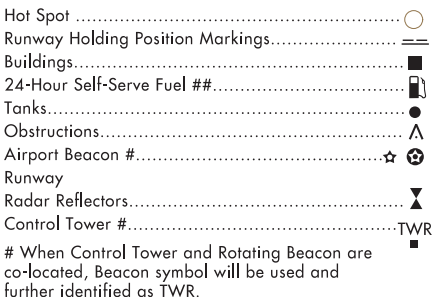 Hot Spot
Runway Holding Position Markings
Buildings
24-Hour Self-Serve Fuel ##
Tanks
Obstructions
Airport Beacon #
Runway
Radar Reflectors
Control Tower # TWR
# When Control Tower and Rotating Beacon are
co-located, Beacon symbol will be used and
further identified as TWR.